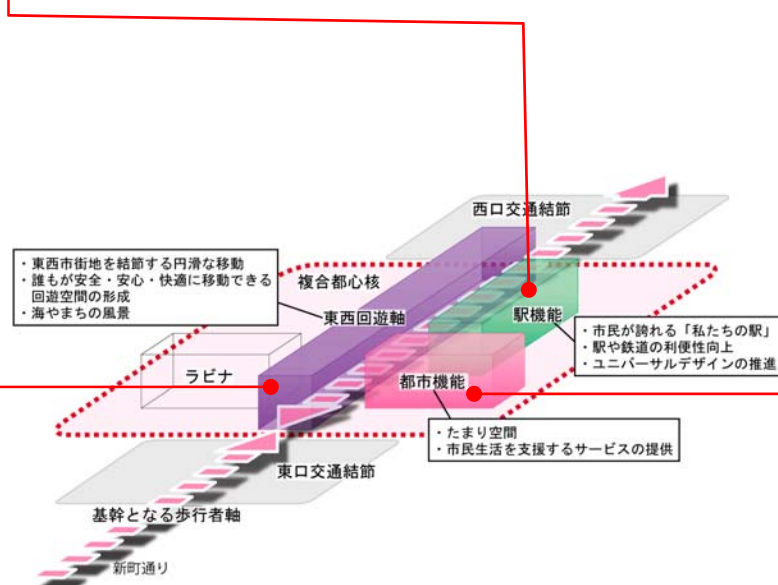 西口交通結節
・東西市街地を結節する円滑な移動
・誰もが安全・安心・快適に移動できる
回遊空間の形成
・海やまちの風景
複合都心核
東西回遊軸
駅機能
・市民が誇れる「私たちの駅」
・駅や鉄道の利便性向上
・ユニバーサルデザインの推進
ラビナ
都市機能
・たまり空間
・市民生活を支援するサービスの提供
東口交通結節
基幹となる歩行者軸
新町通り